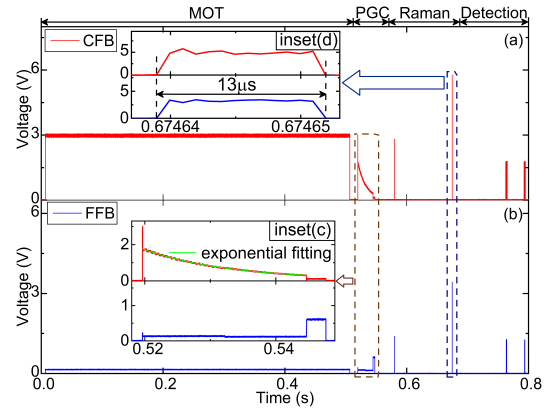 MOT PGC Raman Detection
CFB
inset(d)
(a)
5
0
13μs
5
0
0.67464 0.67465
Voltage (V)
6
3
0
FFB
(b)
inset(c)
exponential fitting
2
0
1
0
0.52 0.54
Voltage (V)
6
3
0
0.0 0.2 0.4 0.6 0.8
Time (s)